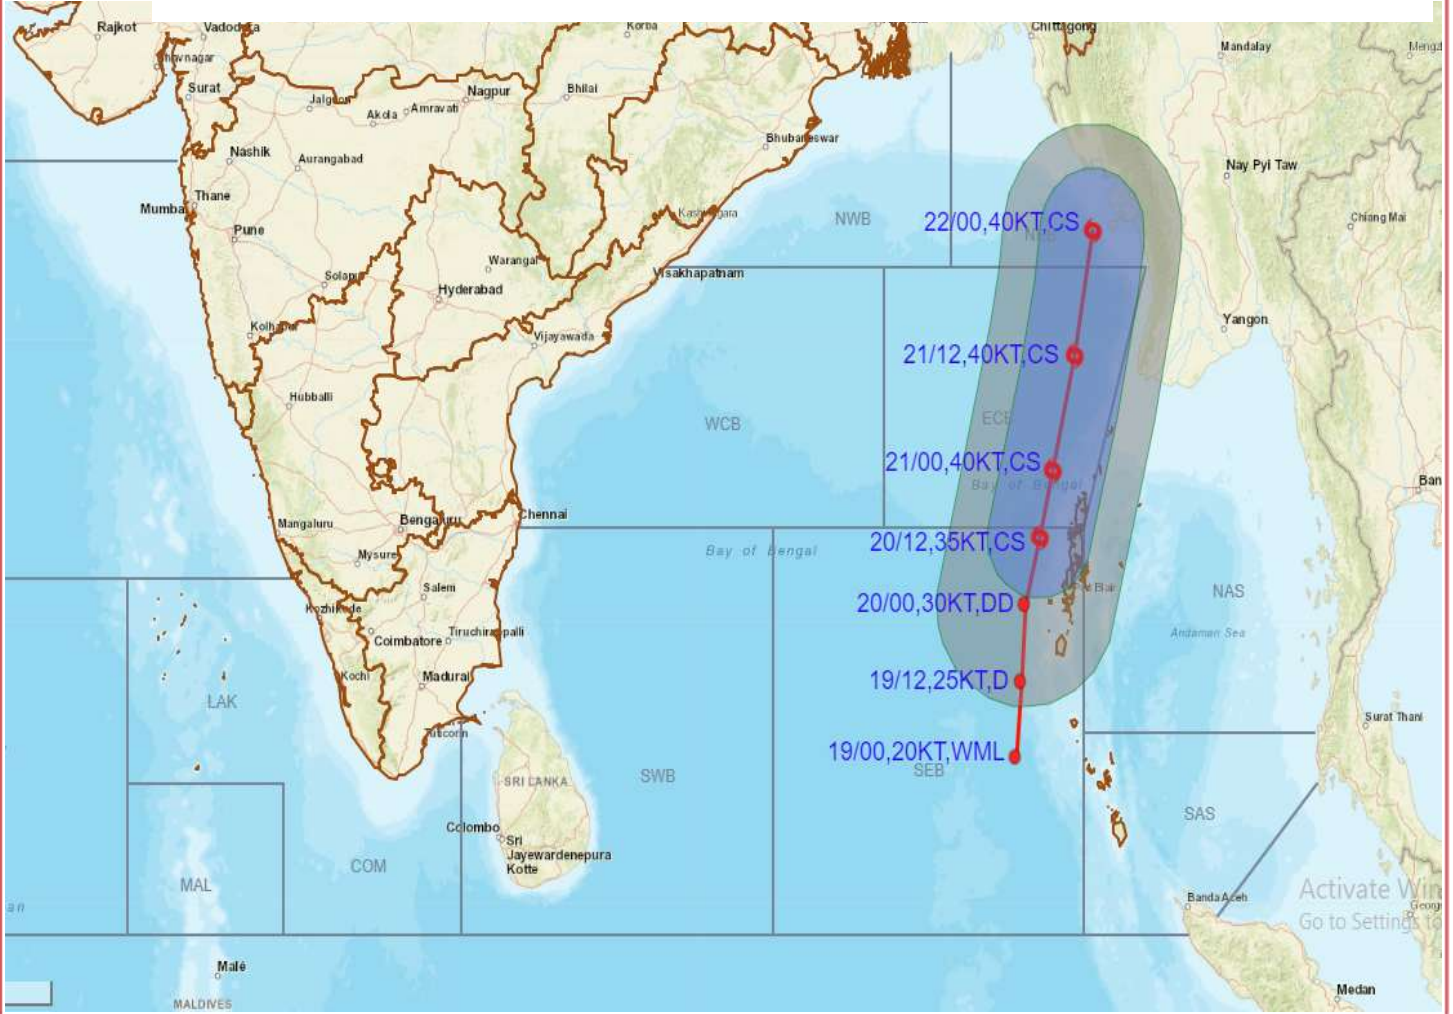 Rajkot
Vadodara
Korba
Chittagong
Mandalay
Bhavnagar
Surat
Jalgaon
Akola
Amravati
Nagpur
Bhilai
Nashik
Aurangabad
Bhubaneswar
Nay Pyi Taw
Mumbai
Thane
Pune
NWB
22/00,40KT,CS
Chiang Mai
Solapur
Warangal
Visakhapatnam
Hyderabad
Kolhapur
Vijayawada
Yangon
21/12,40KT,CS
Hubballi
WCB
ECB
21/00,40KT,CS
Bay of Bengal
Ban
Mangaluru
Bengaluru
Chennai
Mysuru
Bay of Bengal
20/12,35KT,CS
Salem
Port Blair
NAS
Kozhikode
20/00,30KT,DD
Coimbatore
Tiruchirappalli
Andaman Sea
Kochi
Madurai
19/12,25KT,D
LAK
Tuticorin
Surat Thani
19/00,20KT,WML
SRI LANKA
SWB
SEB
SAS
Colombo
Sri
Jayewardenepura
Kotte
COM
MAL
Banda Aceh
Activate Win
Go to Settings to
Georg
an
Malé
Medan
MALDIVES